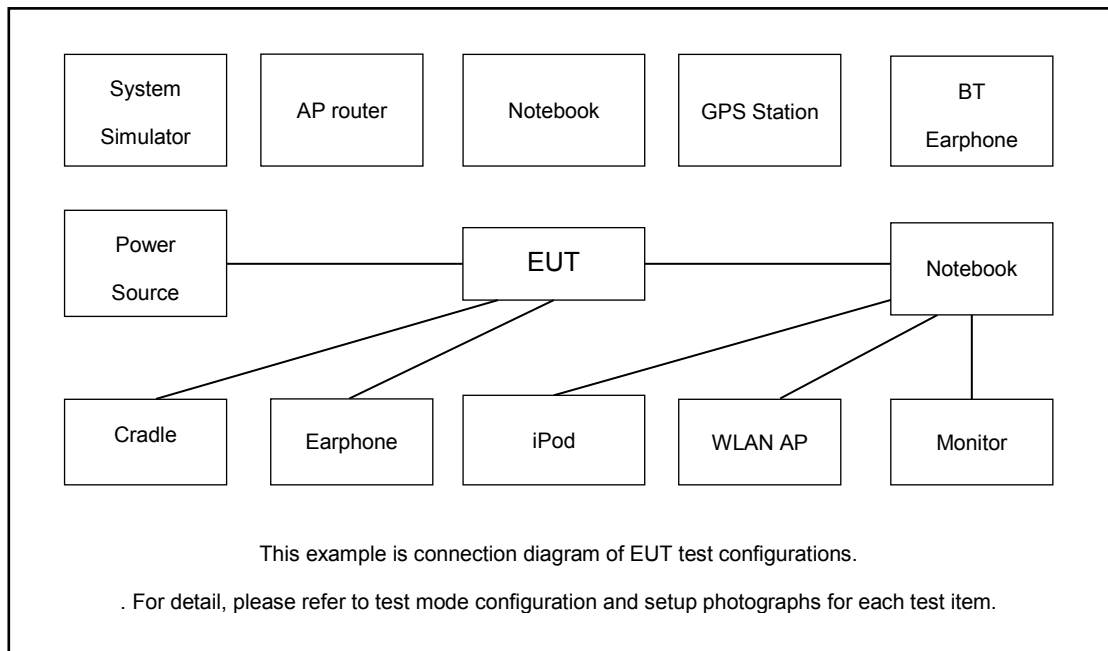 System
Simulator
AP router
Notebook
GPS Station
BT
Earphone
Power
Source
EUT
Notebook
Cradle
Earphone
iPod
WLAN AP
Monitor
This example is connection diagram of EUT test configurations.
. For detail, please refer to test mode configuration and setup photographs for each test item.